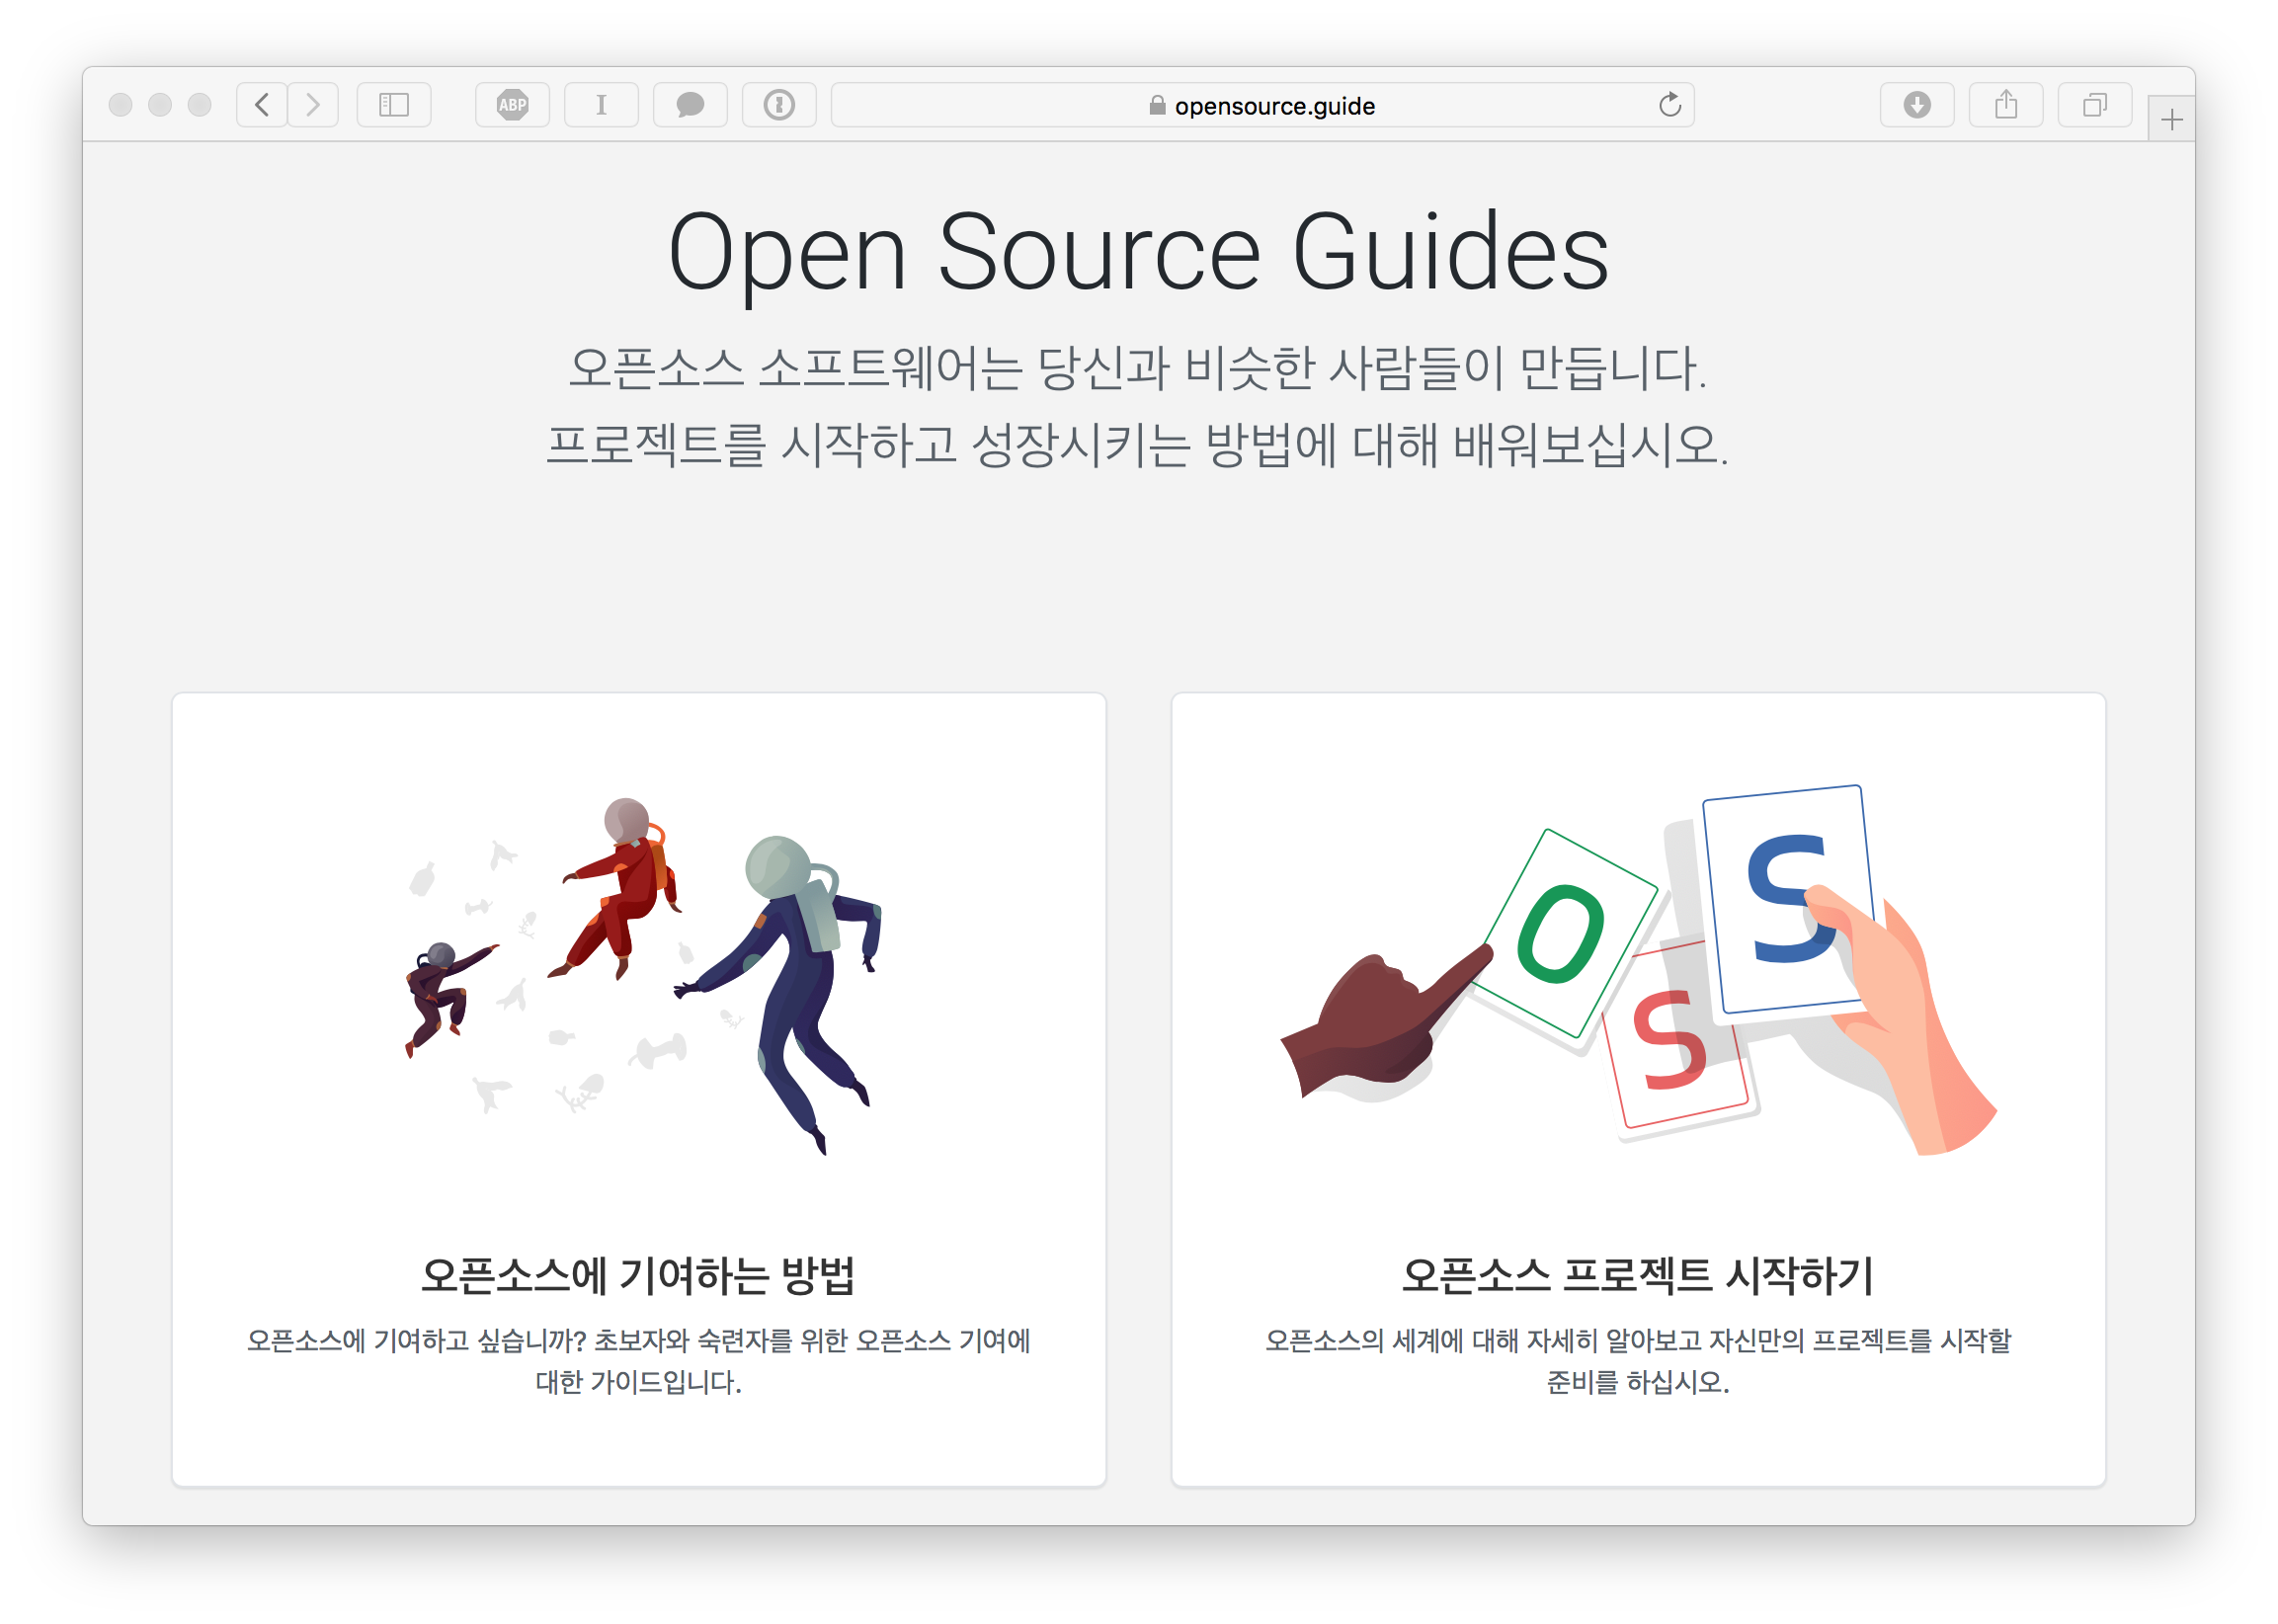 ABP
I
opensource.guide
Open Source Guides
오픈소스 소프트웨어는 당신과 비슷한 사람들이 만듭니다.
프로젝트를 시작하고 성장시키는 방법에 대해 배워보십시오.
O
S
S
오픈소스에 기여하는 방법
오픈소스에 기여하고 싶습니까? 초보자와 숙련자를 위한 오픈소스 기여에
대한 가이드입니다.
오픈소스 프로젝트 시작하기
오픈소스의 세계에 대해 자세히 알아보고 자신만의 프로젝트를 시작할
준비를 하십시오.